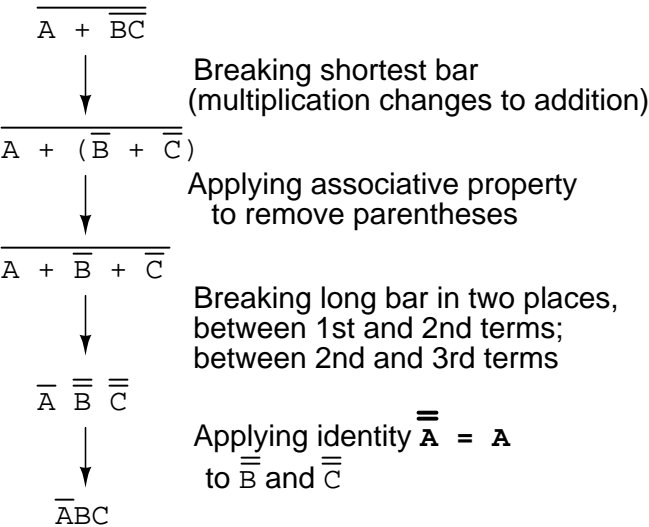 A̅ ̅+̅ ̅B̿C̿
Breaking shortest bar
(multiplication changes to addition)
A̅ ̅+̅ ̅(̅B̿ ̅+̅ ̅C̿)
Applying associative property
to remove parentheses
A̅ ̅+̅ ̅B̿ ̅+̅ ̅C̿
Breaking long bar in two places,
between 1st and 2nd terms;
between 2nd and 3rd terms
A̅ B̿ C̿
Applying identity A̿ = A
to B̿ and C̿
A̅BC